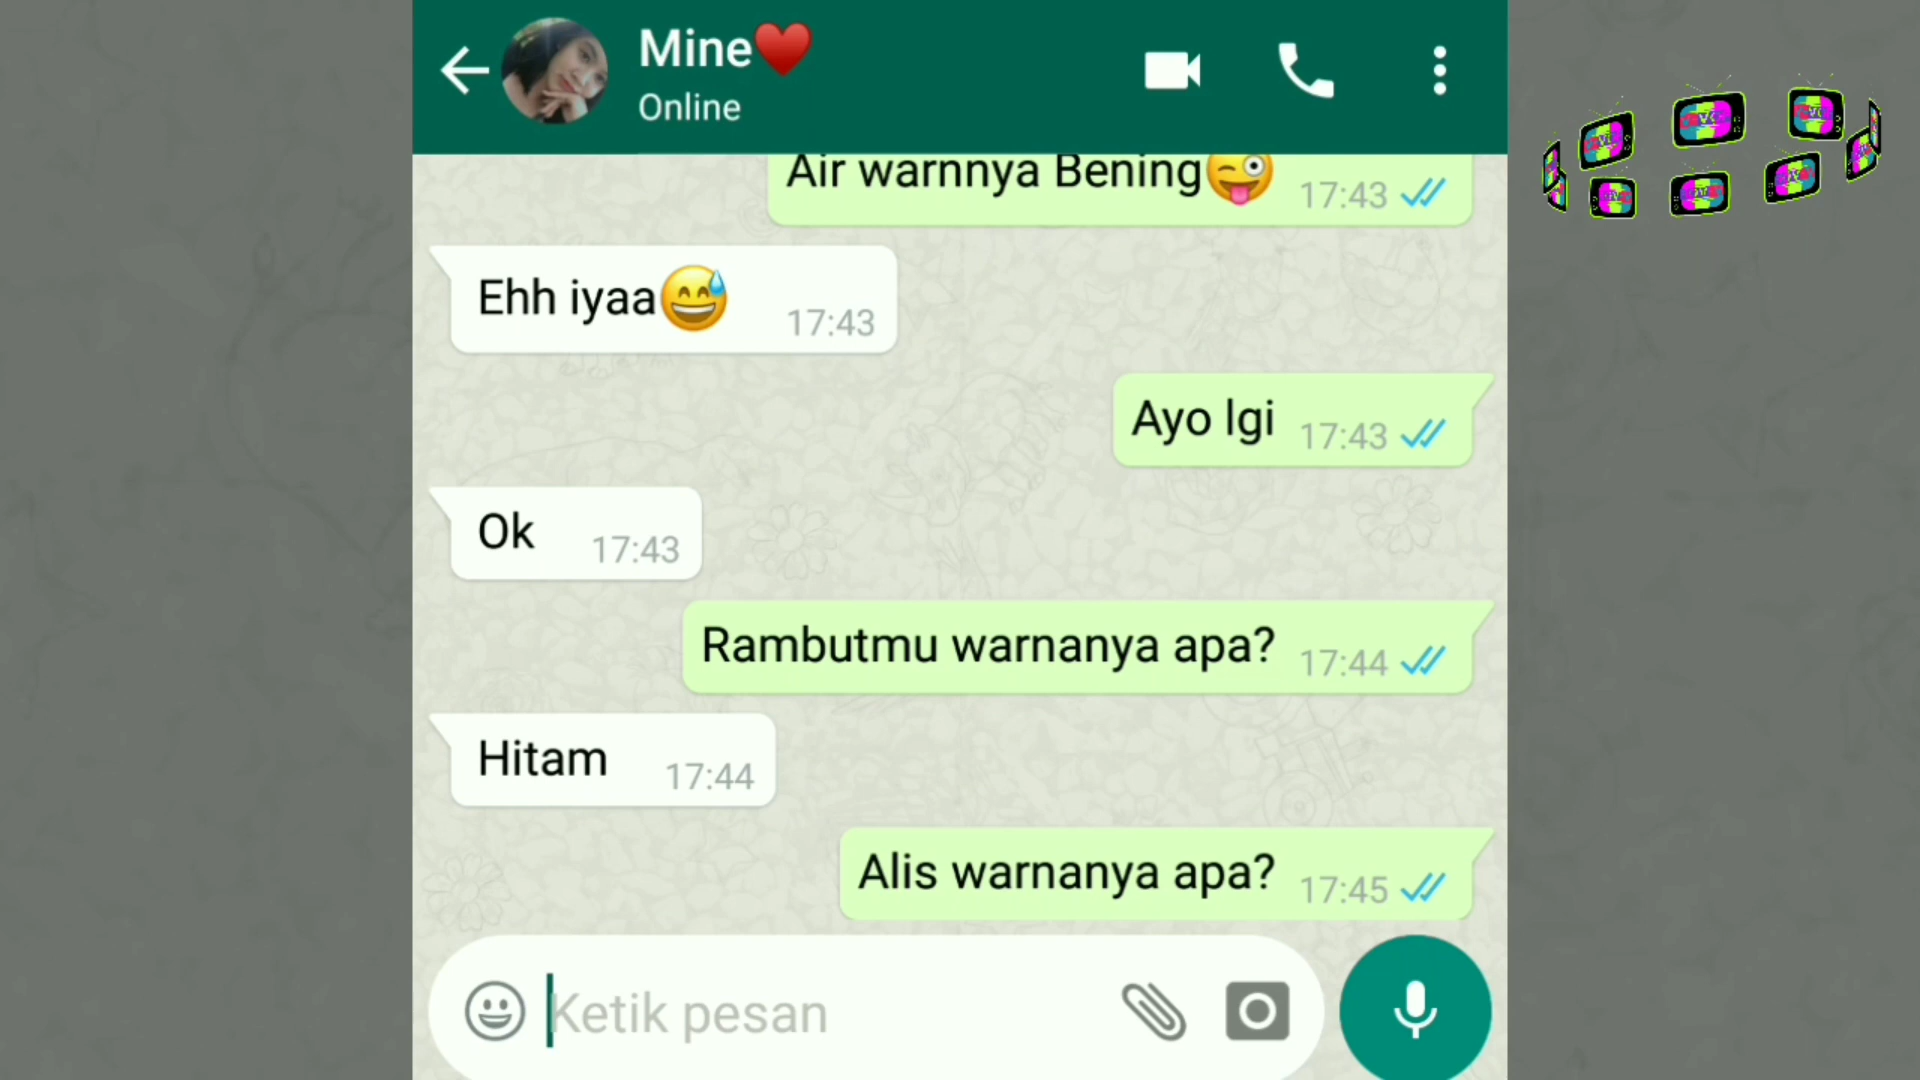 Mine❤️
Online
Air warnnya Bening😜 17:43
Ehh iyaa😅 17:43
Ayo lgi 17:43
Ok 17:43
Rambutmu warnanya apa? 17:44
Hitam 17:44
Alis warnanya apa? 17:45
Ketik pesan